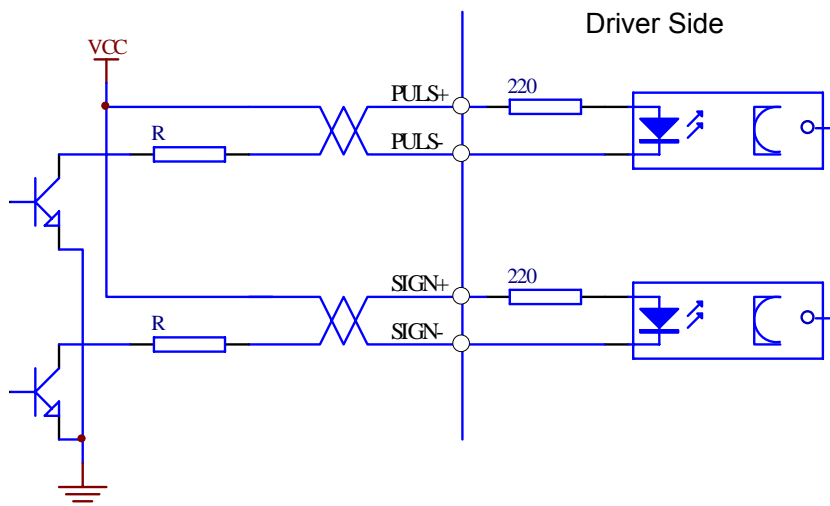 Driver Side
VCC
PULS+
220
R
PULS-
SIGN+
220
R
SIGN-